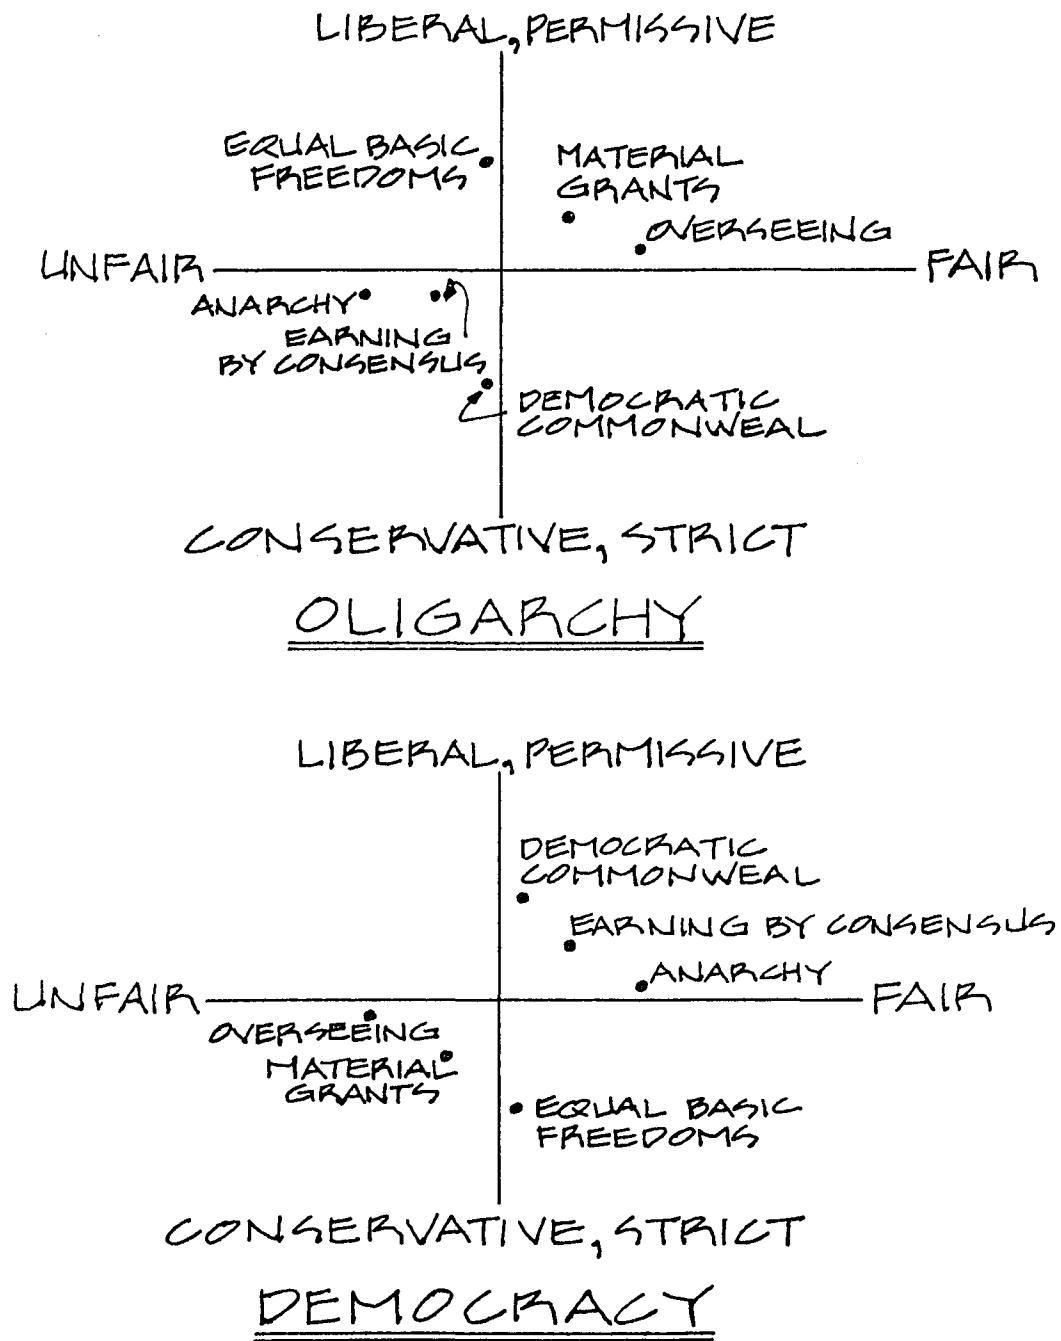 LIBERAL, PERMISSIVE
EQUAL BASIC
FREEDOMS
MATERIAL
GRANTS
OVERSEEING
UNFAIR
FAIR
ANARCHY
EARNING
BY CONSENSUS
DEMOCRATIC
COMMONWEAL
CONSERVATIVE, STRICT
OLIGARCHY
LIBERAL, PERMISSIVE
DEMOCRATIC
COMMONWEAL
EARNING BY CONSENSUS
ANARCHY
UNFAIR
FAIR
OVERSEEING
MATERIAL
GRANTS
EQUAL BASIC
FREEDOMS
CONSERVATIVE, STRICT
DEMOCRACY